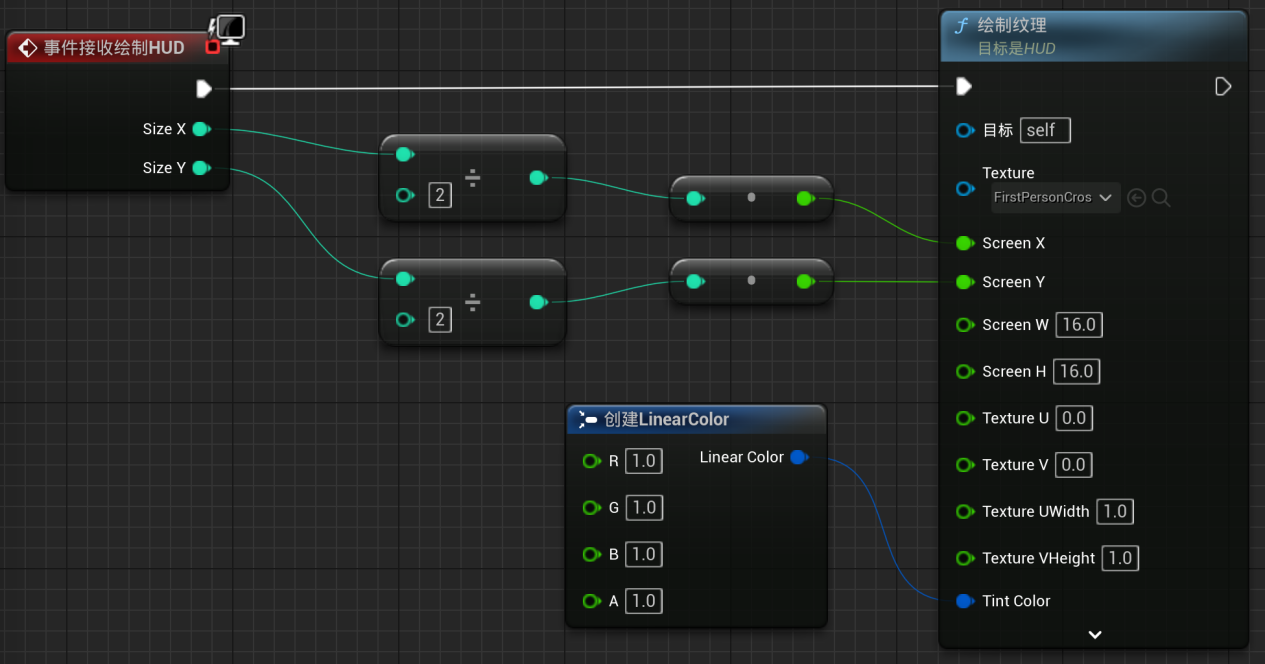 事件接收绘制HUD
Size X
Size Y
÷
2
÷
2
创建LinearColor
R 1.0
Linear Color
G 1.0
B 1.0
A 1.0
f 绘制纹理
目标是HUD
目标 self
Texture
FirstPersonCros
Screen X
Screen Y
Screen W 16.0
Screen H 16.0
Texture U 0.0
Texture V 0.0
Texture UWidth 1.0
Texture VHeight 1.0
Tint Color